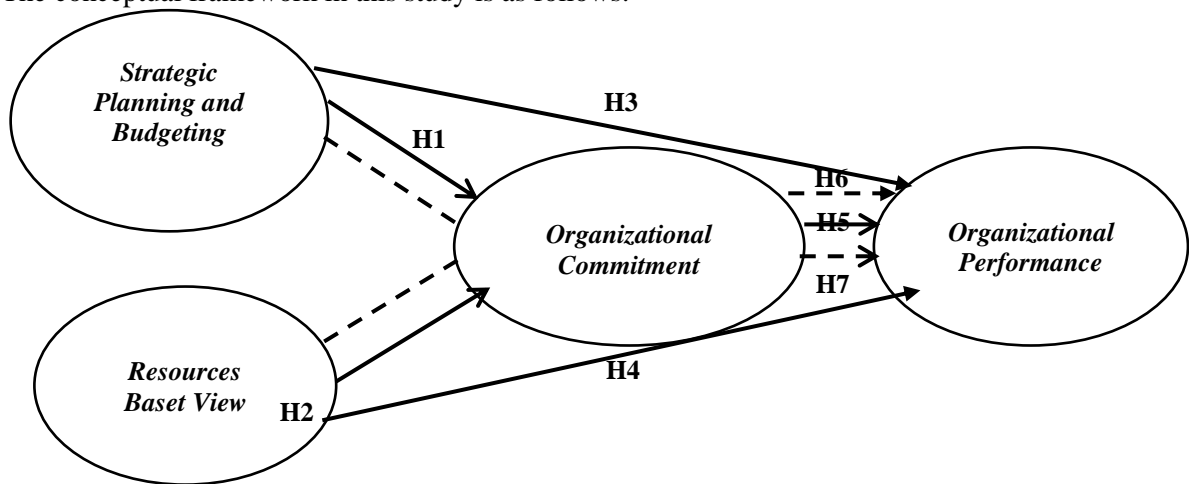 The conceptual framework in this study is as follows:
Strategic
Planning and
Budgeting
H3
H1
H6
H5
H7
Organizational
Commitment
Organizational
Performance
Resources
Baset View
H2
H4